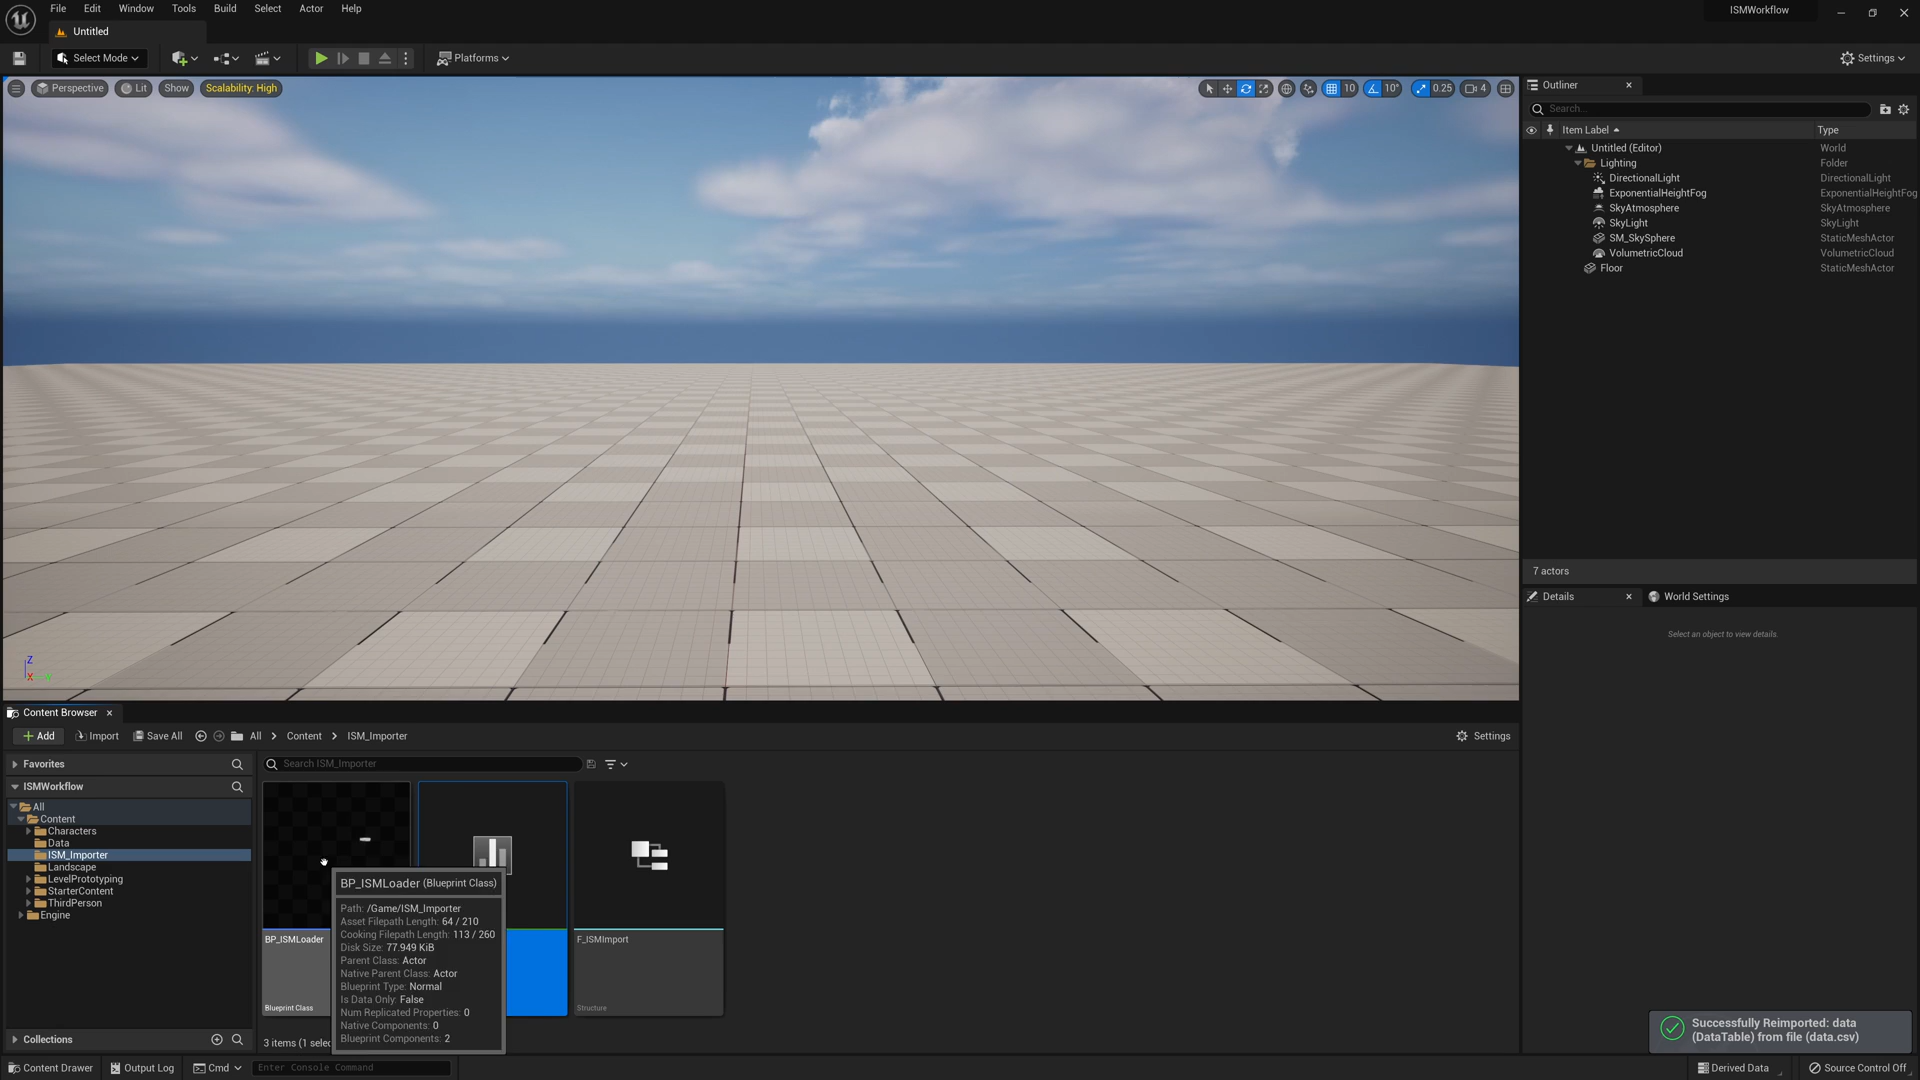 File Edit Window Tools Build Select Actor Help
ISMWorkflow
Untitled
Select Mode
Platforms
Settings
Perspective Lit Show Scalability: High
10 10° 0.25 4
Outliner
Search...
Item Label Type
Untitled (Editor) World
Lighting Folder
DirectionalLight DirectionalLight
ExponentialHeightFog ExponentialHeightFog
SkyAtmosphere SkyAtmosphere
SkyLight SkyLight
SM_SkySphere StaticMeshActor
VolumetricCloud VolumetricCloud
Floor StaticMeshActor
7 actors
Details World Settings
Select an object to view details.
Z
X
Content Browser
Add Import Save All All Content ISM_Importer
Settings
Favorites
Search ISM_Importer
ISMWorkflow
All
Content
Characters
Data
ISM_Importer
Landscape
LevelPrototyping
StarterContent
ThirdPerson
Engine
BP_ISMLoader (Blueprint Class)
Path: /Game/ISM_Importer
Asset Filepath Length: 64 / 210
Cooking Filepath Length: 113 / 260
Disk Size: 77.949 KiB
Parent Class: Actor
Native Parent Class: Actor
Blueprint Type: Normal
Is Data Only: False
Num Replicated Properties: 0
Native Components: 0
Blueprint Components: 2
BP_ISMLoader
Blueprint Class
F_ISMImport
Structure
Collections
3 items (1 selec
Successfully Reimported: data
(DataTable) from file (data.csv)
Content Drawer Output Log Cmd Enter Console Command
Derived Data Source Control Off